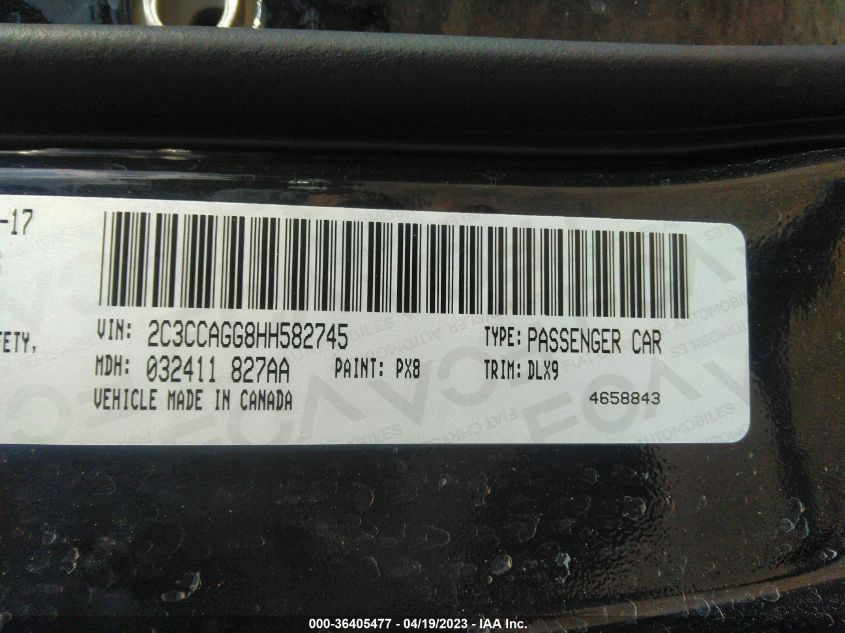 -17
VIN: 2C3CCAGG8HH582745 TYPE: PASSENGER CAR
FETY,
MDH: 032411 827AA PAINT: PX8 TRIM: DLX9
VEHICLE MADE IN CANADA 4658843
000-36405477 - 04/19/2023 - IAA Inc.